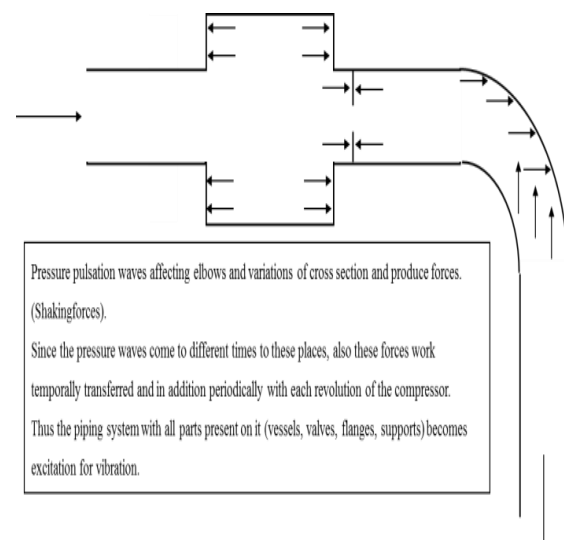 Pressure pulsation waves affecting elbows and variations of cross section and produce forces.
(Shakingforces).
Since the pressure waves come to different times to these places, also these forces work
temporally transferred and in addition periodically with each revolution of the compressor.
Thus the piping system with all parts present on it (vessels, valves, flanges, supports) becomes
excitation for vibration.